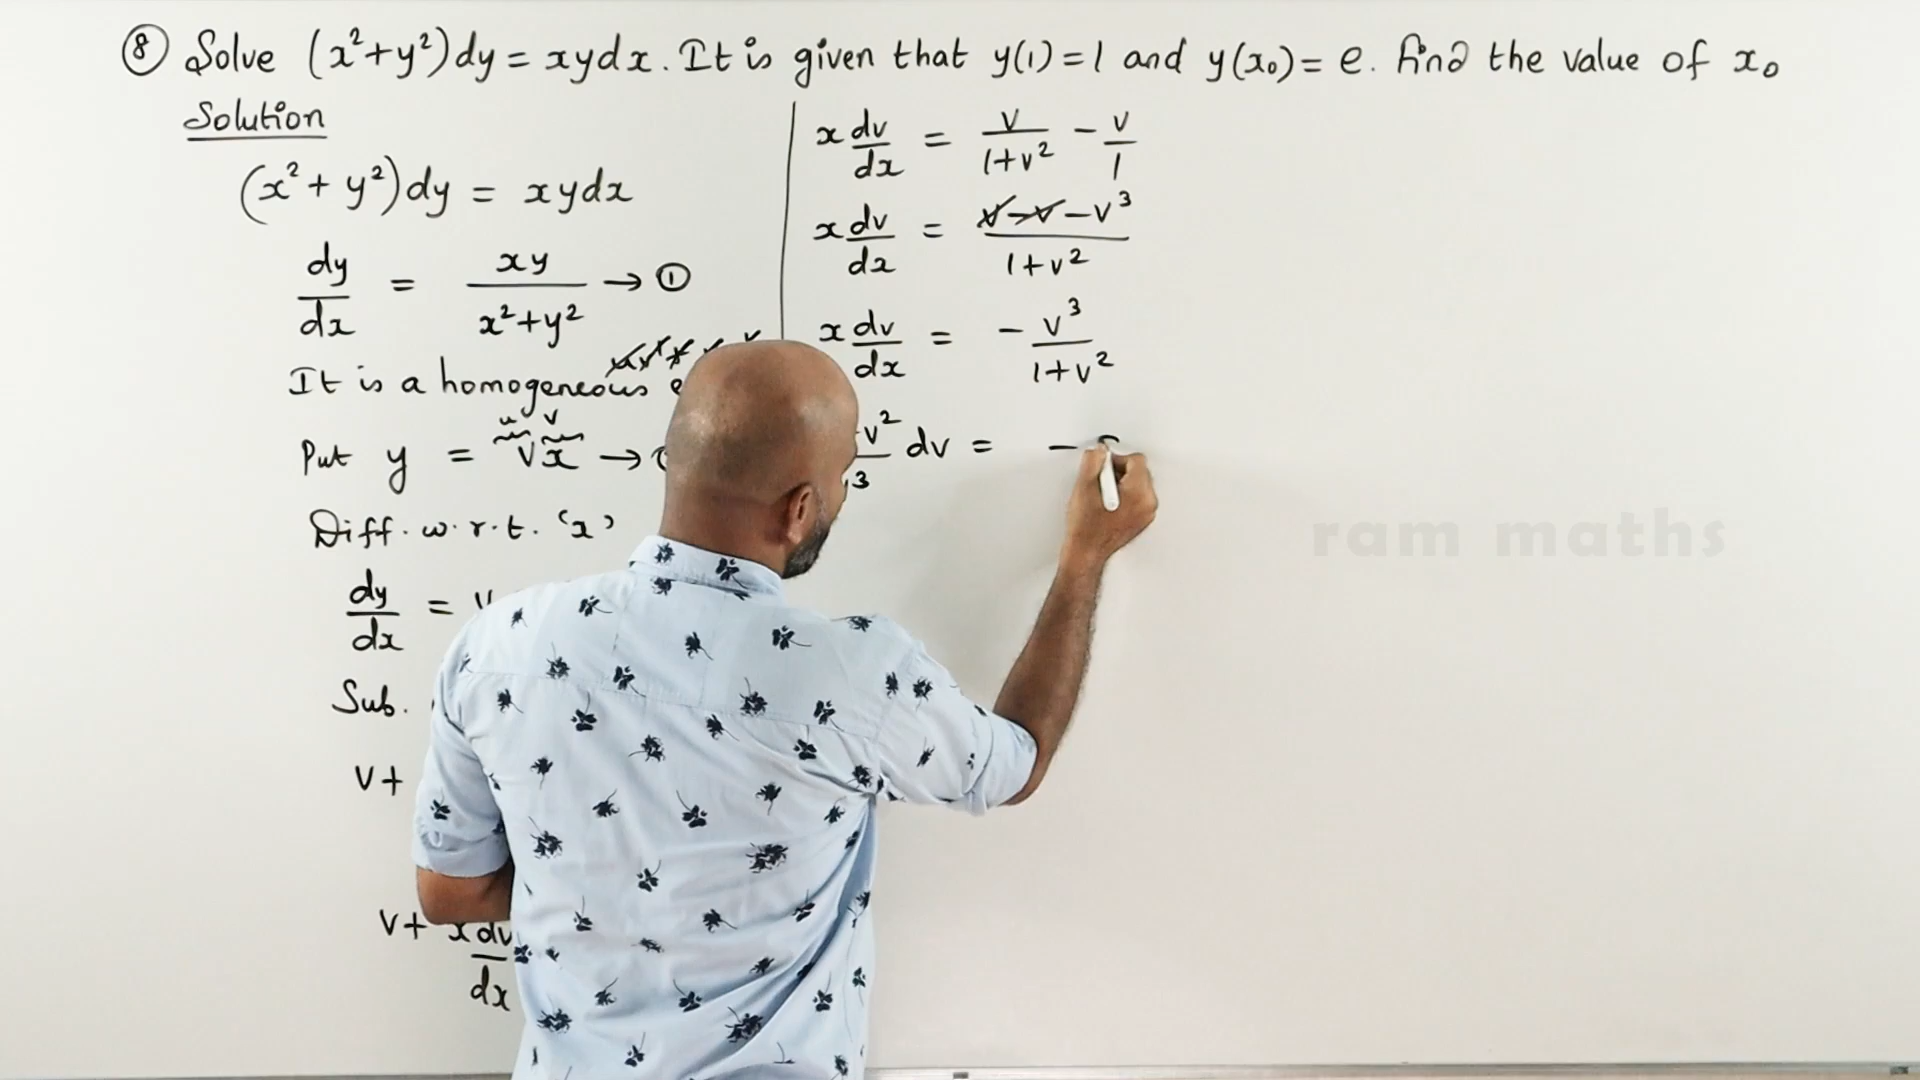 ⑧ Solve (x²+y²)dy = xydx. It is given that y(1)=1 and y(x₀)= e. Find the value of x₀
Solution
(x²+y²)dy = xydx
dy/dx = xy/(x²+y²) → ①
It is a homogeneous
Put y = vx →
u v
Diff. w.r.t. 'x'
dy/dx = v
Sub.
v+
v+ x dv/dx
x dv/dx = v/(1+v²) - v/1
x dv/dx = (v-v-v³)/(1+v²)
x dv/dx = -v³/(1+v²)
v²/3 dv = -
ram maths